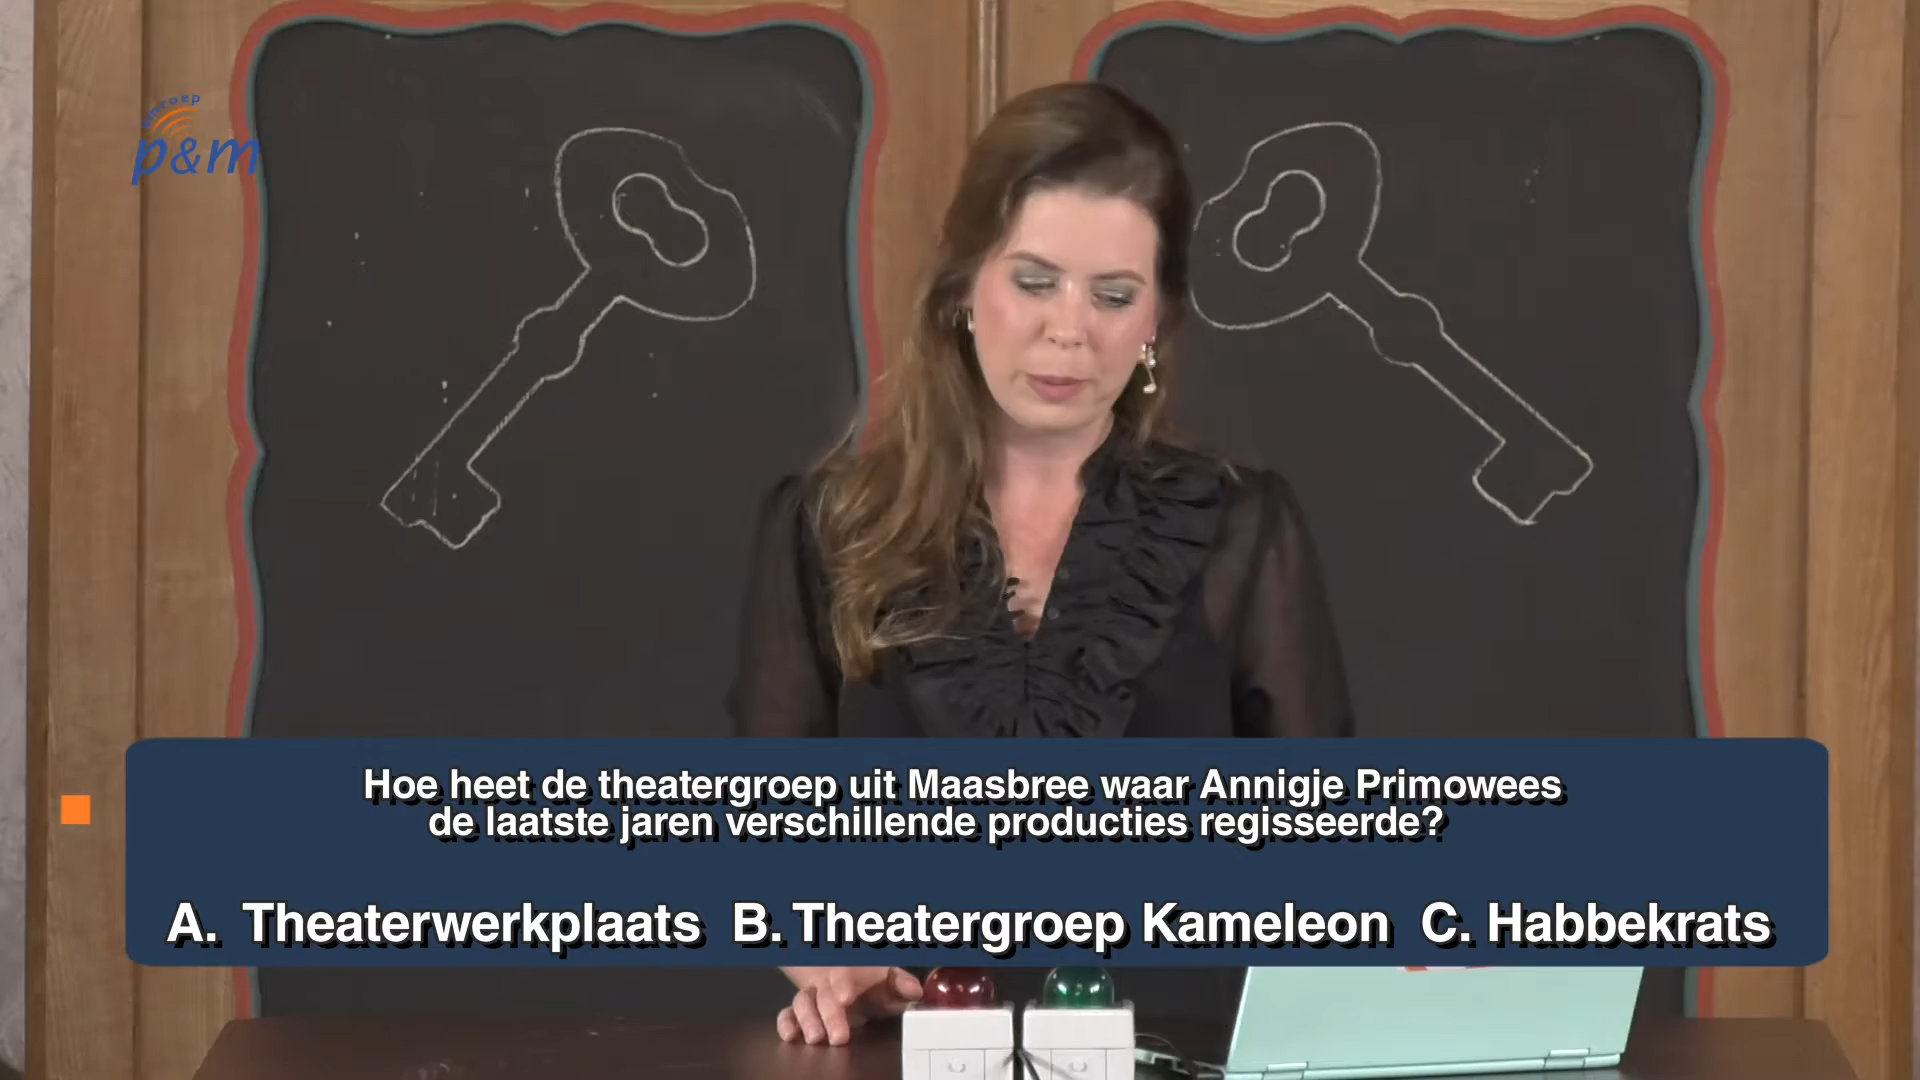 omroep
p&m
Hoe heet de theatergroep uit Maasbree waar Annigje Primowees
de laatste jaren verschillende producties regisseerde?
A. Theaterwerkplaats B. Theatergroep Kameleon C. Habbekrats